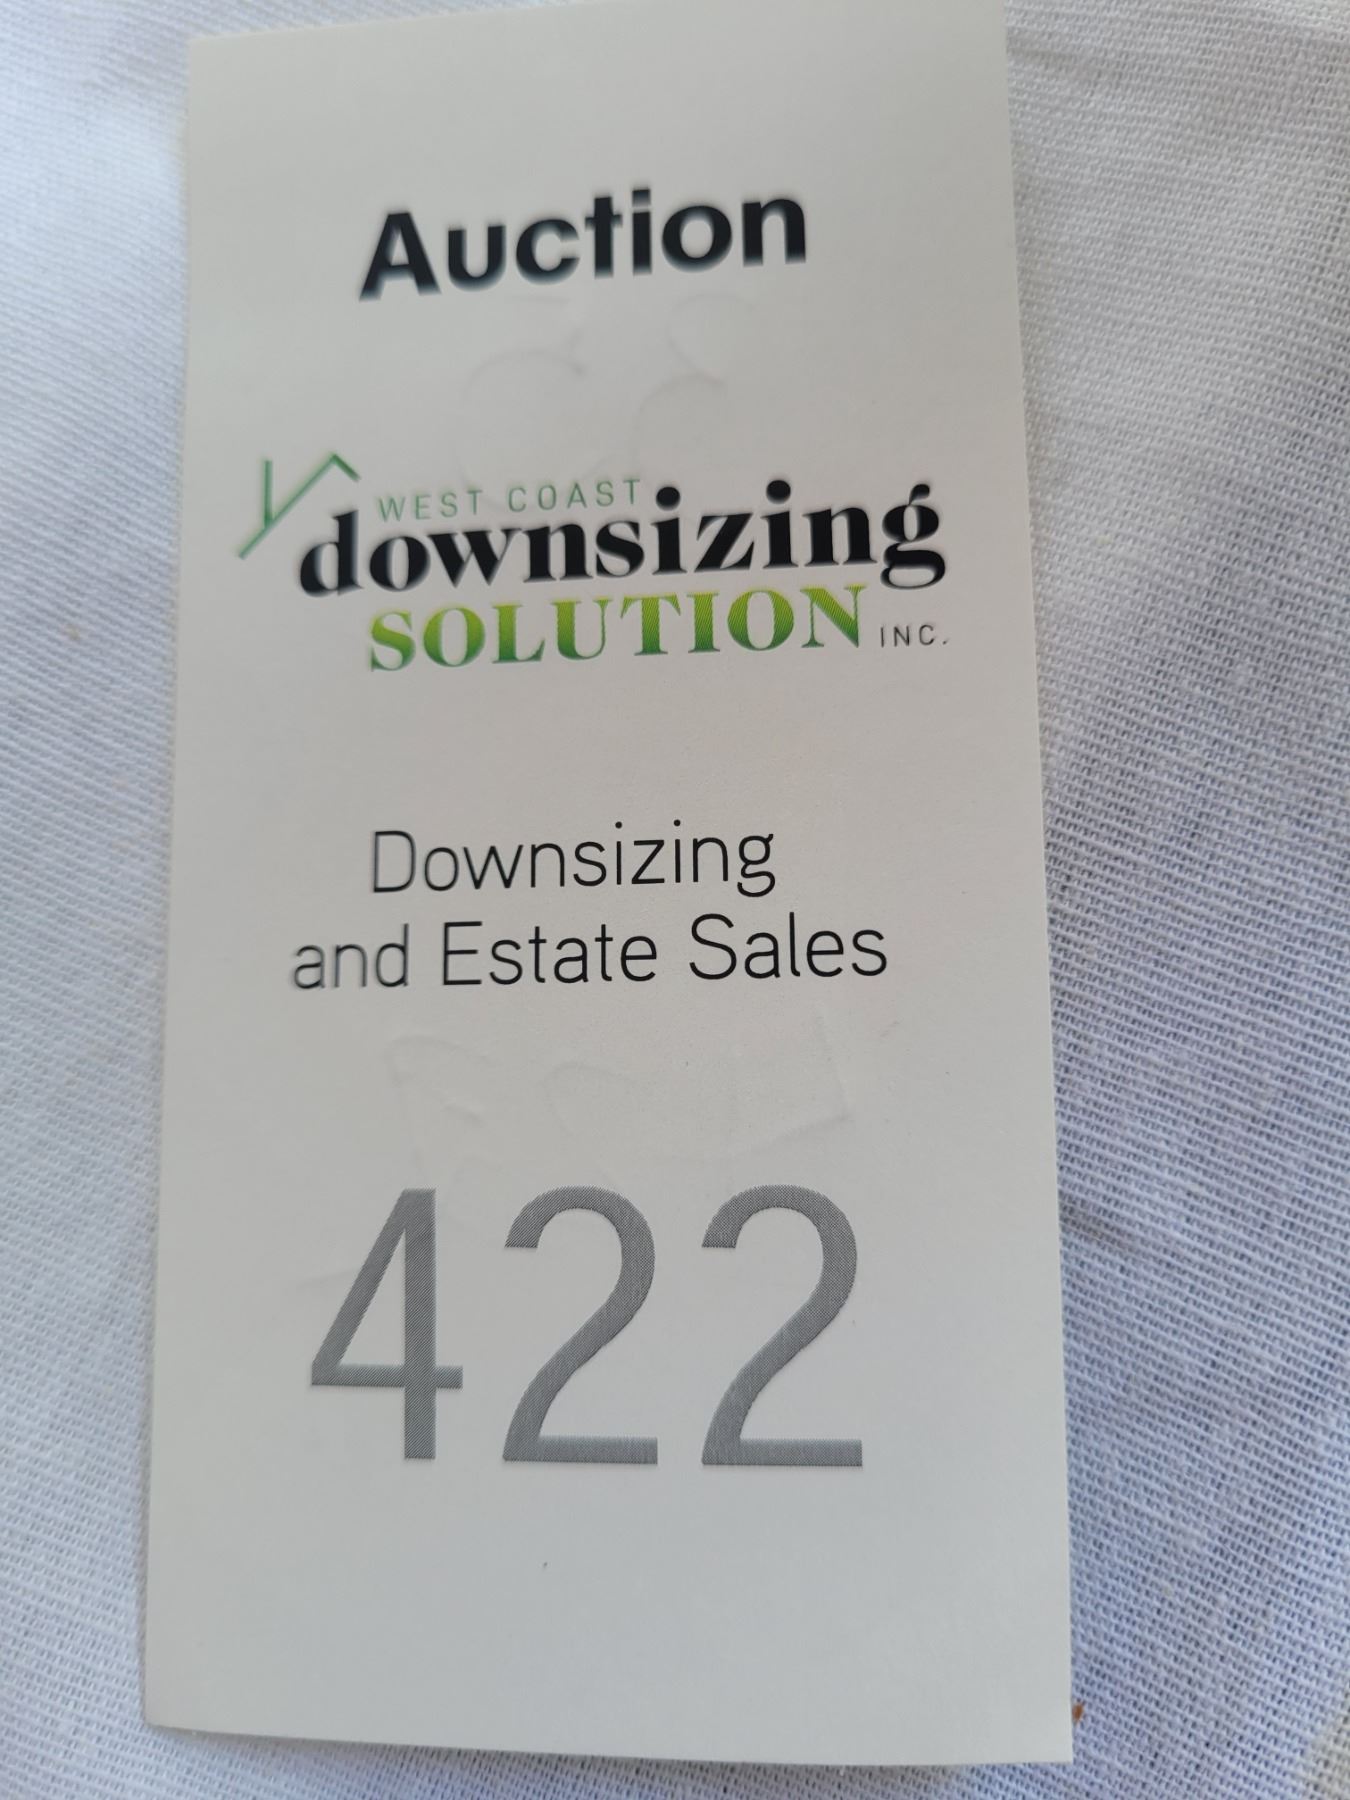 Auction
WEST COAST
downsizing
SOLUTION INC.
Downsizing
and Estate Sales
422